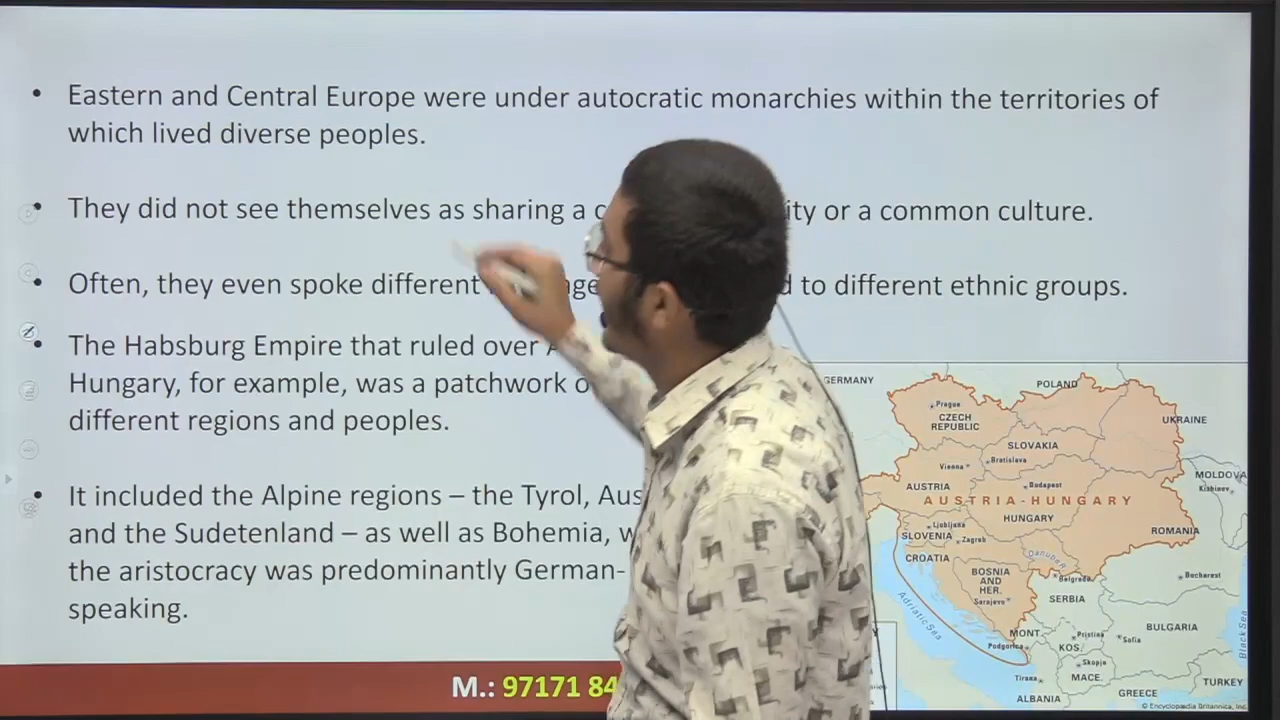 Eastern and Central Europe were under autocratic monarchies within the territories of
which lived diverse peoples.
They did not see themselves as sharing a or a common culture.
Often, they even spoke different to different ethnic groups.
The Habsburg Empire that ruled over
Hungary, for example, was a patchwork
different regions and peoples.
It included the Alpine regions – the Tyrol,
and the Sudetenland – as well as Bohemia,
the aristocracy was predominantly German-
speaking.
M.: 97171 84
GERMANY
POLAND
Prague
CZECH
REPUBLIC
UKRAINE
SLOVAKIA
Vienna
Bratislava
MOLDOVA
Kishinev
AUSTRIA
Budapest
AUSTRIA-HUNGARY
HUNGARY
Ljubljana
SLOVENIA
Zagreb
ROMANIA
CROATIA
Danube R.
BOSNIA
AND
HER.
Belgrade
Bucharest
Sarajevo
SERBIA
Adriatic Sea
Black Sea
BULGARIA
MONT
Pristina
Sofia
Podgorica
KOS.
Skopje
Tirana
MACE.
TURKEY
ALBANIA
GREECE
© Encyclopædia Britannica, Inc.